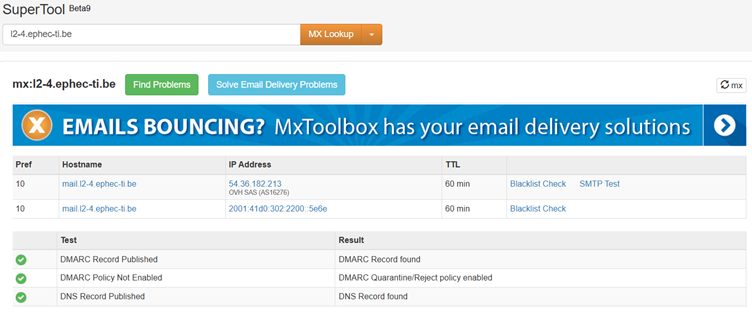 SuperTool Beta9
l2-4.ephec-ti.be MX Lookup
mx:l2-4.ephec-ti.be Find Problems Solve Email Delivery Problems mx
X EMAILS BOUNCING? MxToolbox has your email delivery solutions
Pref Hostname IP Address TTL
10 mail.l2-4.ephec-ti.be 54.36.182.213 60 min Blacklist Check SMTP Test
OVH SAS (AS16276)
10 mail.l2-4.ephec-ti.be 2001:41d0:302:2200::5e6e 60 min Blacklist Check
Test Result
DMARC Record Published DMARC Record found
DMARC Policy Not Enabled DMARC Quarantine/Reject policy enabled
DNS Record Published DNS Record found